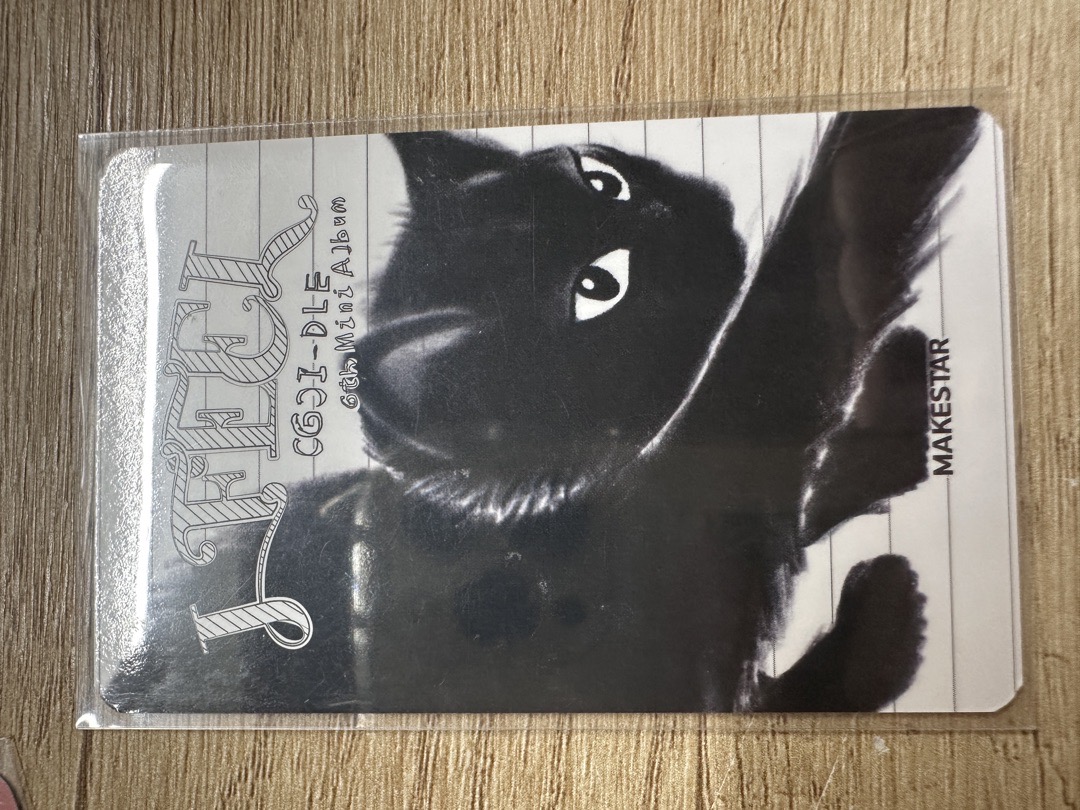 I FEEL
(G)I-DLE
6th Mini Album
MAKESTAR